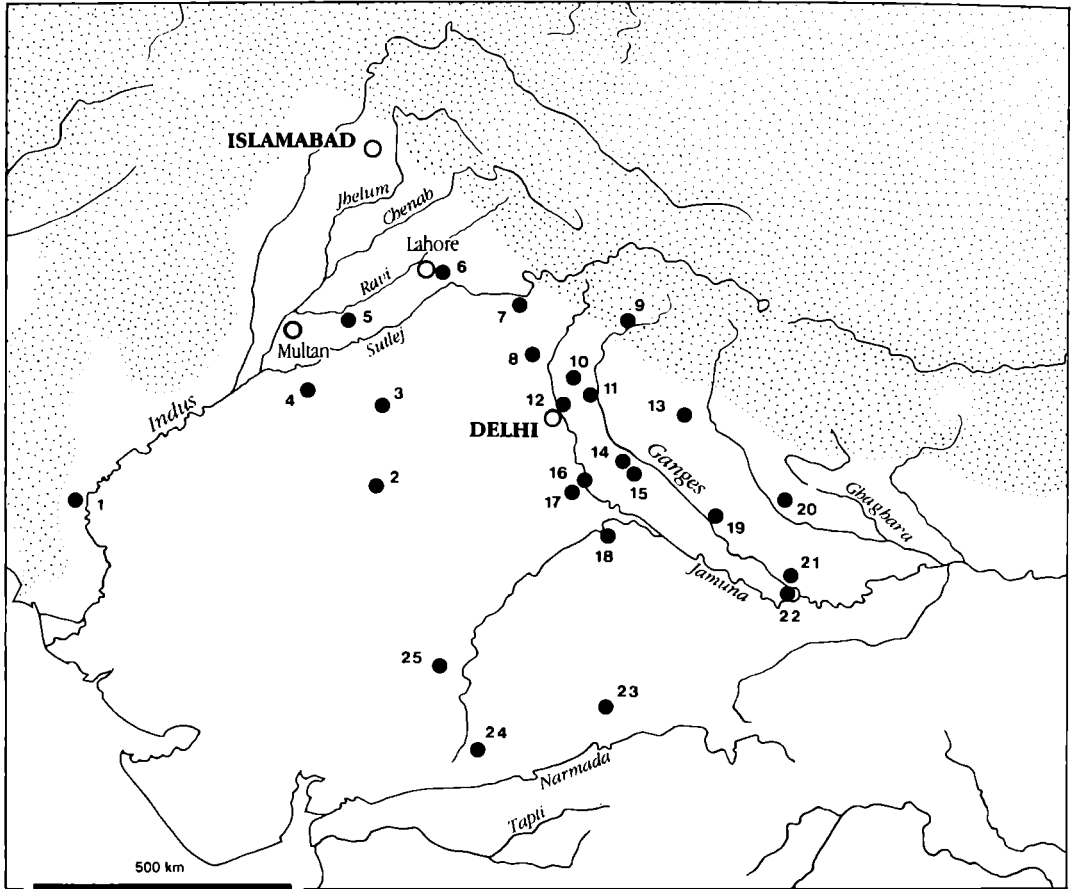 ISLAMABAD
Jhelum
Chenab
Lahore
6
Ravi
7
9
5
Multan
Sutlej
8
10
4
3
12
11
13
Indus
DELHI
14
Ganges
16
15
1
2
17
20
Ghaghara
19
18
21
Jamuna
22
25
23
24
Narmada
Tapti
500 km